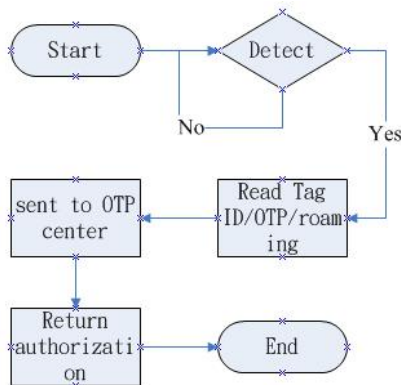 Start
Detect
No
Yes
Read Tag
ID/OTP/roam
ing
sent to OTP
center
Return
authorizati
on
End